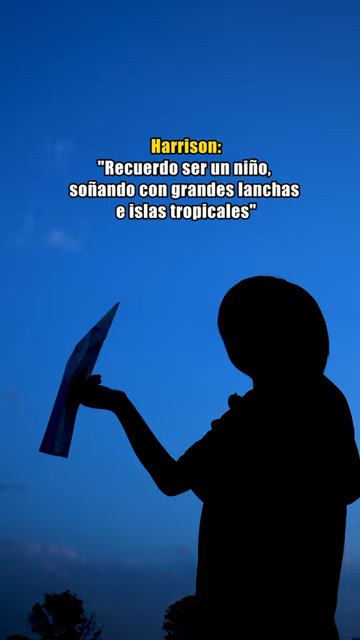 Harrison:
"Recuerdo ser un niño,
soñando con grandes lanchas
e islas tropicales"